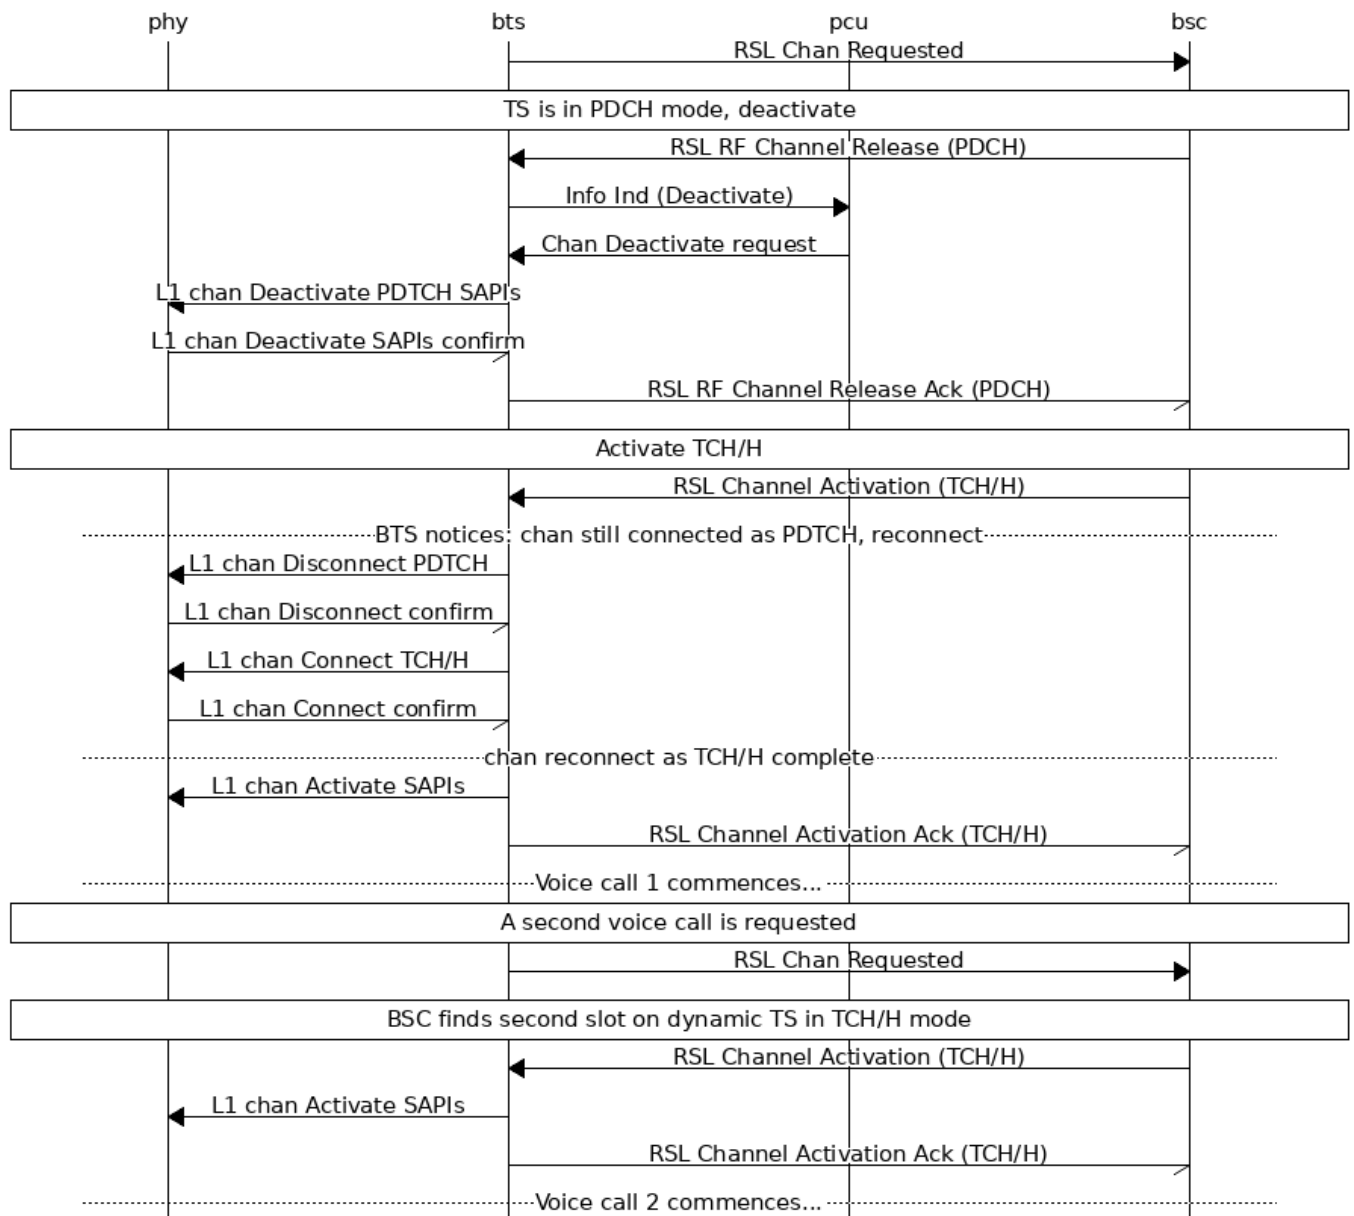 phy bts pcu bsc
RSL Chan Requested
TS is in PDCH mode, deactivate
RSL RF Channel Release (PDCH)
Info Ind (Deactivate)
Chan Deactivate request
L1 chan Deactivate PDTCH SAPIs
L1 chan Deactivate SAPIs confirm
RSL RF Channel Release Ack (PDCH)
Activate TCH/H
RSL Channel Activation (TCH/H)
BTS notices: chan still connected as PDTCH, reconnect
L1 chan Disconnect PDTCH
L1 chan Disconnect confirm
L1 chan Connect TCH/H
L1 chan Connect confirm
chan reconnect as TCH/H complete
L1 chan Activate SAPIs
RSL Channel Activation Ack (TCH/H)
Voice call 1 commences...
A second voice call is requested
RSL Chan Requested
BSC finds second slot on dynamic TS in TCH/H mode
RSL Channel Activation (TCH/H)
L1 chan Activate SAPIs
RSL Channel Activation Ack (TCH/H)
Voice call 2 commences...